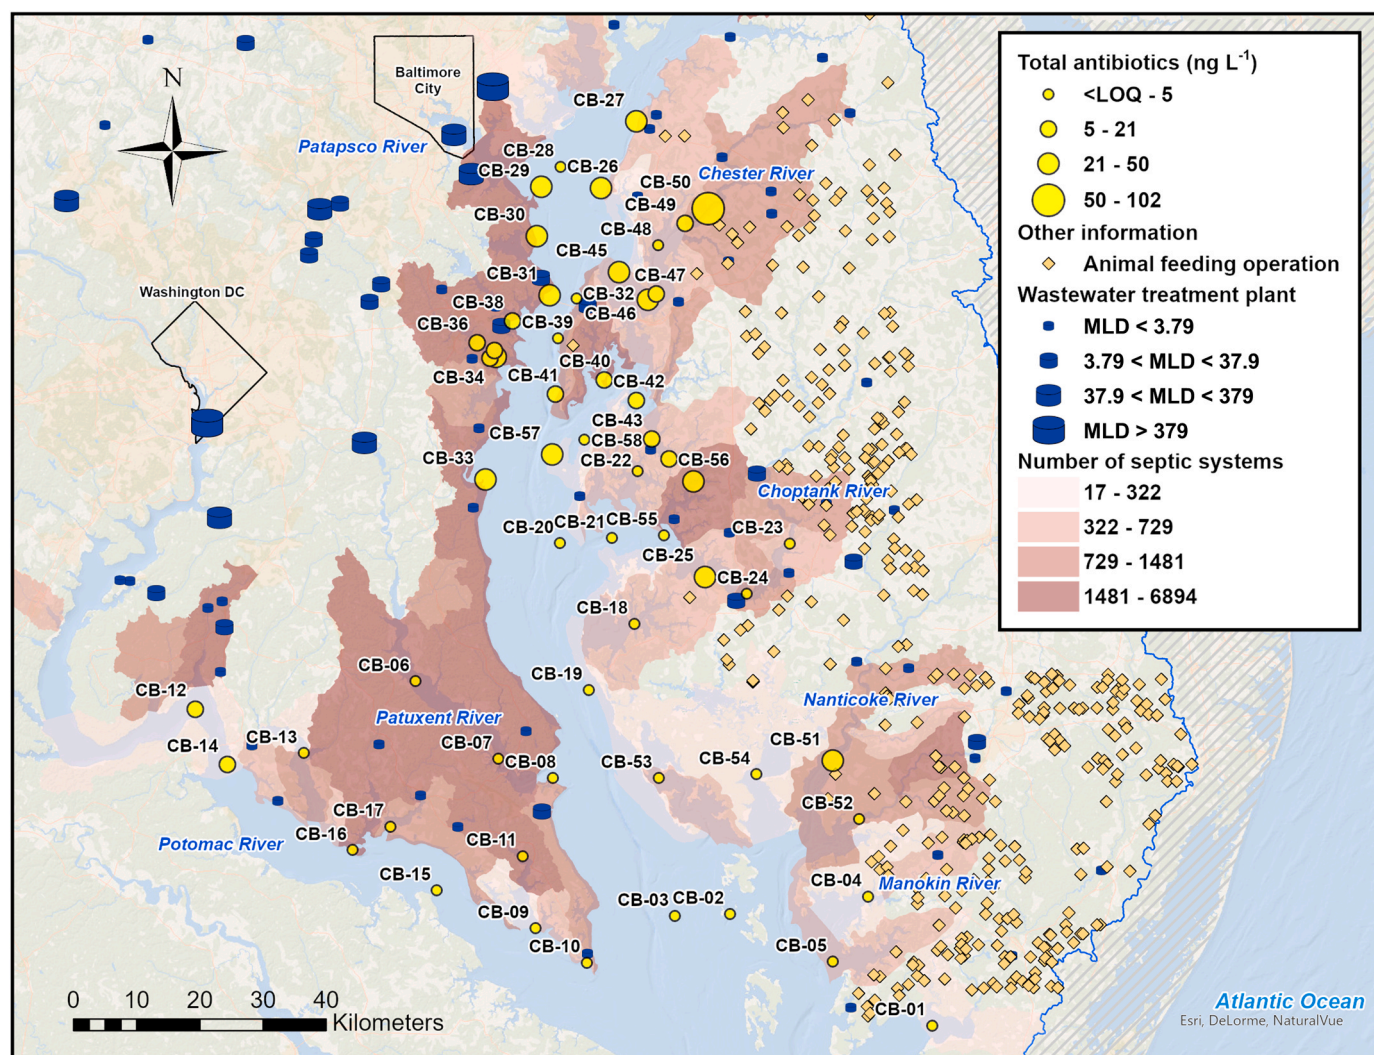 N
Baltimore
City
Patapsco River
Washington DC
CB-27
CB-28
CB-26
CB-29
CB-50
Chester River
CB-49
CB-30
CB-48
CB-45
CB-31
CB-47
CB-38
CB-32
CB-46
CB-36
CB-39
CB-40
CB-34
CB-41
CB-42
CB-43
CB-57
CB-58
CB-33
CB-22
CB-56
Choptank River
CB-20
CB-21
CB-55
CB-23
CB-25
CB-24
CB-18
CB-19
CB-06
CB-12
Patuxent River
Nanticoke River
CB-13
CB-14
CB-07
CB-08
CB-51
CB-53
CB-54
CB-17
CB-52
CB-16
CB-11
Potomac River
CB-15
CB-04
Manokin River
CB-09
CB-03
CB-02
CB-10
CB-05
CB-01
0 10 20 30 40
Kilometers
Atlantic Ocean
Esri, DeLorme, NaturalVue
Total antibiotics (ng L⁻¹)
<LOQ - 5
5 - 21
21 - 50
50 - 102
Other information
Animal feeding operation
Wastewater treatment plant
MLD < 3.79
3.79 < MLD < 37.9
37.9 < MLD < 379
MLD > 379
Number of septic systems
17 - 322
322 - 729
729 - 1481
1481 - 6894